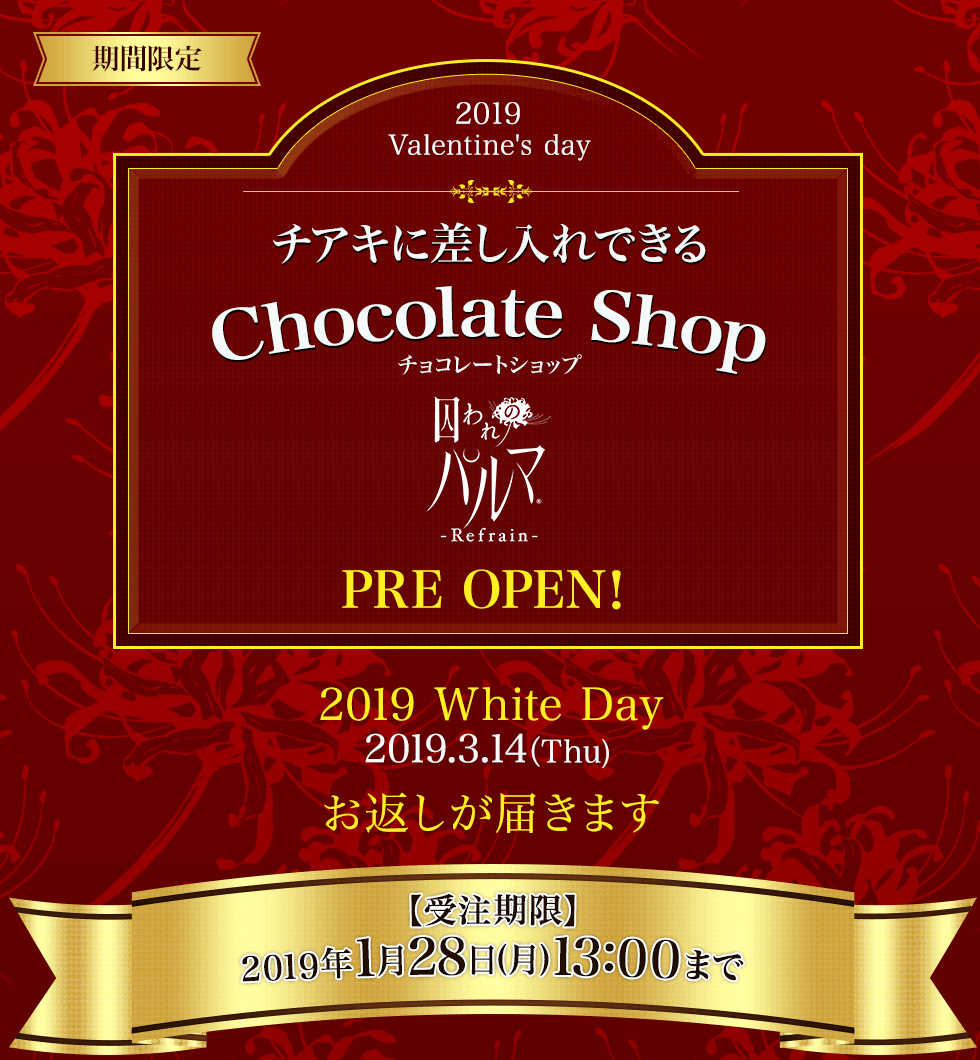 期間限定
2019
Valentine's day
チアキに差し入れできる
Chocolate Shop
チョコレートショップ
囚われの
パルマ®
-Refrain-
PRE OPEN!
2019 White Day
2019.3.14(Thu)
お返しが届きます
【受注期限】
2019年1月28日(月)13:00まで